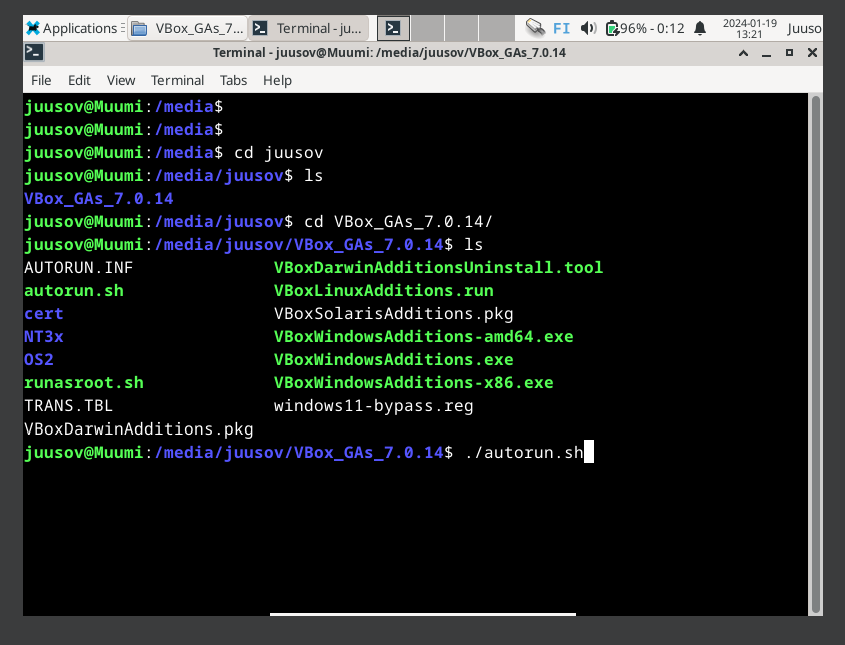 Applications VBox_GAs_7... Terminal - ju... FI 96% - 0:12 2024-01-19 13:21 Juuso
Terminal - juusov@Muumi: /media/juusov/VBox_GAs_7.0.14
File Edit View Terminal Tabs Help
juusov@Muumi:/media$
juusov@Muumi:/media$
juusov@Muumi:/media$ cd juusov
juusov@Muumi:/media/juusov$ ls
VBox_GAs_7.0.14
juusov@Muumi:/media/juusov$ cd VBox_GAs_7.0.14/
juusov@Muumi:/media/juusov/VBox_GAs_7.0.14$ ls
AUTORUN.INF VBoxDarwinAdditionsUninstall.tool
autorun.sh VBoxLinuxAdditions.run
cert VBoxSolarisAdditions.pkg
NT3x VBoxWindowsAdditions-amd64.exe
OS2 VBoxWindowsAdditions.exe
runasroot.sh VBoxWindowsAdditions-x86.exe
TRANS.TBL windows11-bypass.reg
VBoxDarwinAdditions.pkg
juusov@Muumi:/media/juusov/VBox_GAs_7.0.14$ ./autorun.sh